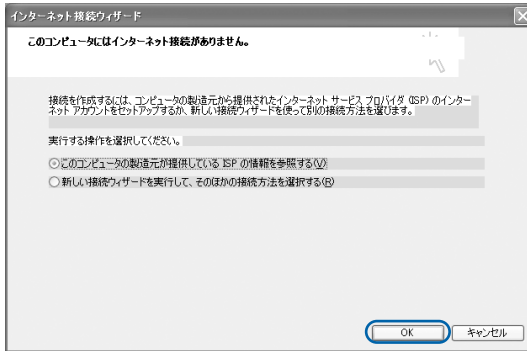 インターネット接続ウィザード
このコンピュータにはインターネット接続がありません。
接続を作成するには、コンピュータの製造元から提供されたインターネット サービス プロバイダ (ISP) のインター
ネット アカウントをセットアップするか、新しい接続ウィザードを使って別の接続方法を選びます。
実行する操作を選択してください。
このコンピュータの製造元が提供している ISP の情報を参照する(V)
新しい接続ウィザードを実行して、そのほかの接続方法を選択する(R)
OK キャンセル